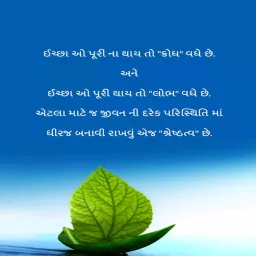 ઈચ્છા ઓ પૂરી ના થાય તો "ક્રોધ" વધે છે.
અને
ઈચ્છા ઓ પૂરી થાય તો "લોભ" વધે છે.
એટલા માટે જ જીવન ની દરેક પરિસ્થિતિ માં
ધીરજ બનાવી રાખવું એજ "શ્રેષ્ઠત્વ" છે.